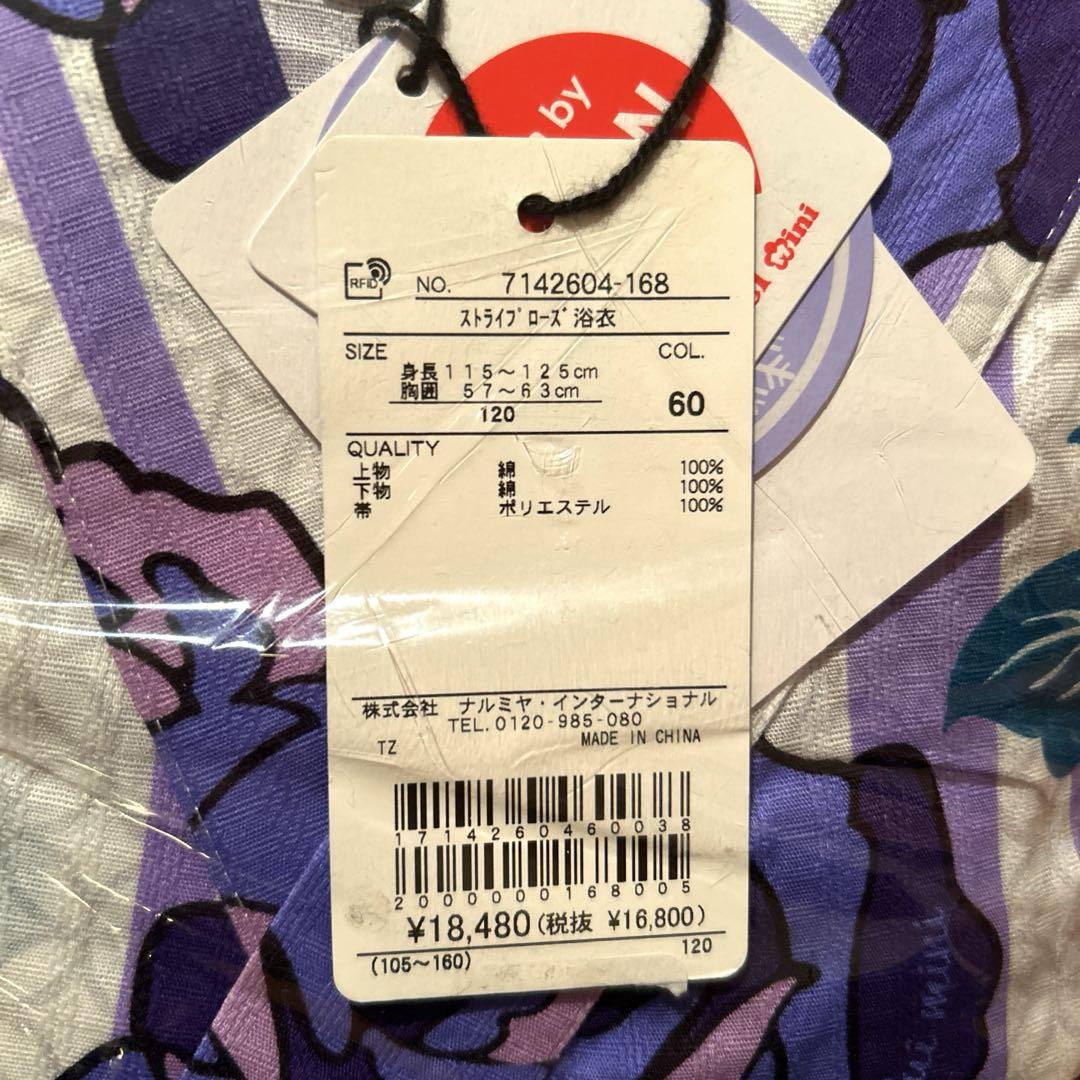 by
ini
RFID
NO. 7142604-168
ｽﾄﾗｲﾌﾟﾛｰｽﾞ浴衣
SIZE COL.
身長115～125cm
胸囲 57～63cm
120 60
QUALITY
上物 綿 100%
下物 綿 100%
帯 ポリエステル 100%
株式会社 ナルミヤ・インターナショナル
TEL.0120-985-080
TZ MADE IN CHINA
1714260460038
2000000168005
¥18,480(税抜 ¥16,800)
(105～160) 120
mini